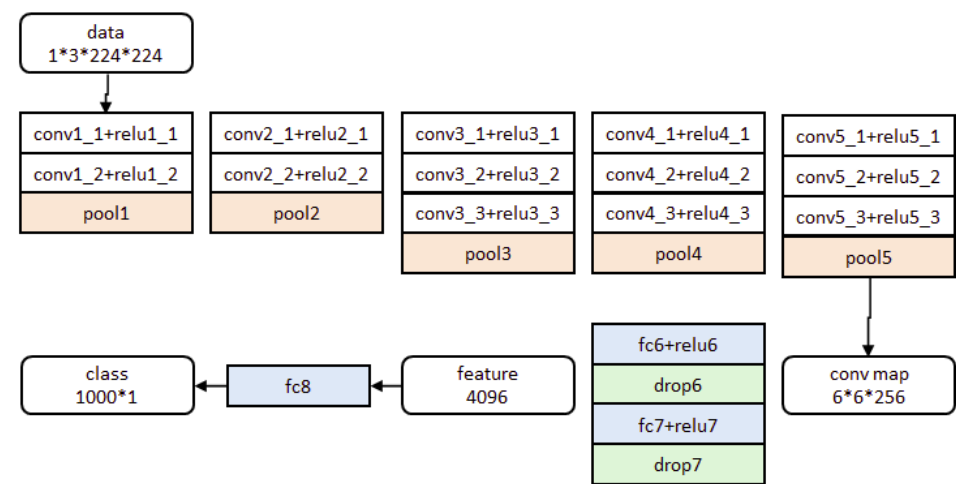 data
1*3*224*224
conv1_1+relu1_1
conv1_2+relu1_2
pool1
conv2_1+relu2_1
conv2_2+relu2_2
pool2
conv3_1+relu3_1
conv3_2+relu3_2
conv3_3+relu3_3
pool3
conv4_1+relu4_1
conv4_2+relu4_2
conv4_3+relu4_3
pool4
conv5_1+relu5_1
conv5_2+relu5_2
conv5_3+relu5_3
pool5
conv map
6*6*256
fc6+relu6
drop6
fc7+relu7
drop7
feature
4096
fc8
class
1000*1